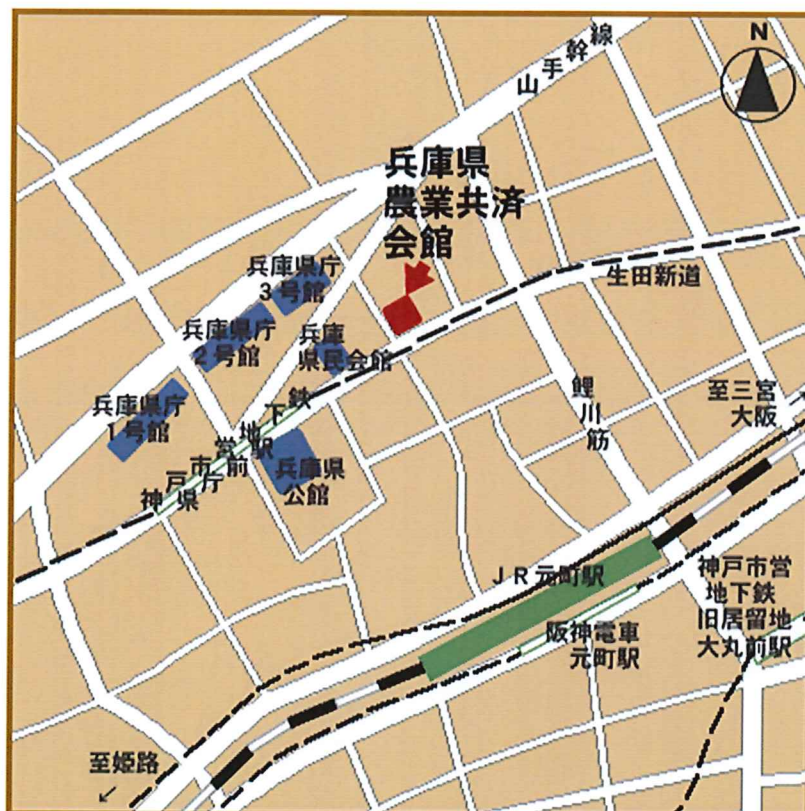 N
山手幹線
兵庫県
農業共済
会館
兵庫県庁
3号館
生田新道
兵庫県庁
2号館
兵庫
県民会館
兵庫県庁
1号館
鯉川筋
至三宮
大阪
神戸市営地下鉄
県庁前駅
兵庫県
公館
JR元町駅
神戸市営
地下鉄
旧居留地
大丸前駅
阪神電車
元町駅
至姫路
↙